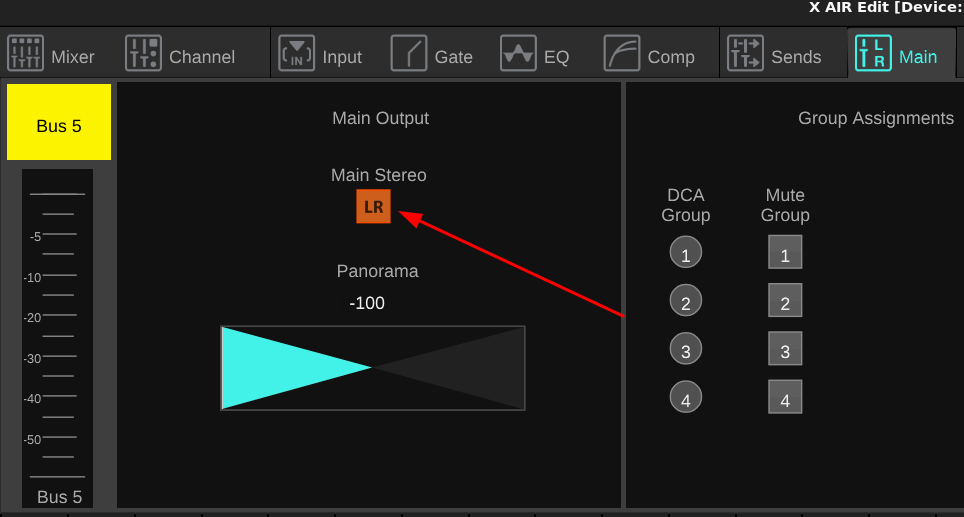 X AIR Edit [Device:
Mixer Channel Input Gate EQ Comp Sends Main
IN
L
R
Bus 5
Main Output
Group Assignments
Main Stereo
LR
DCA
Group
Mute
Group
Panorama
-100
1 1
2 2
3 3
4 4
-5
-10
-20
-30
-40
-50
Bus 5